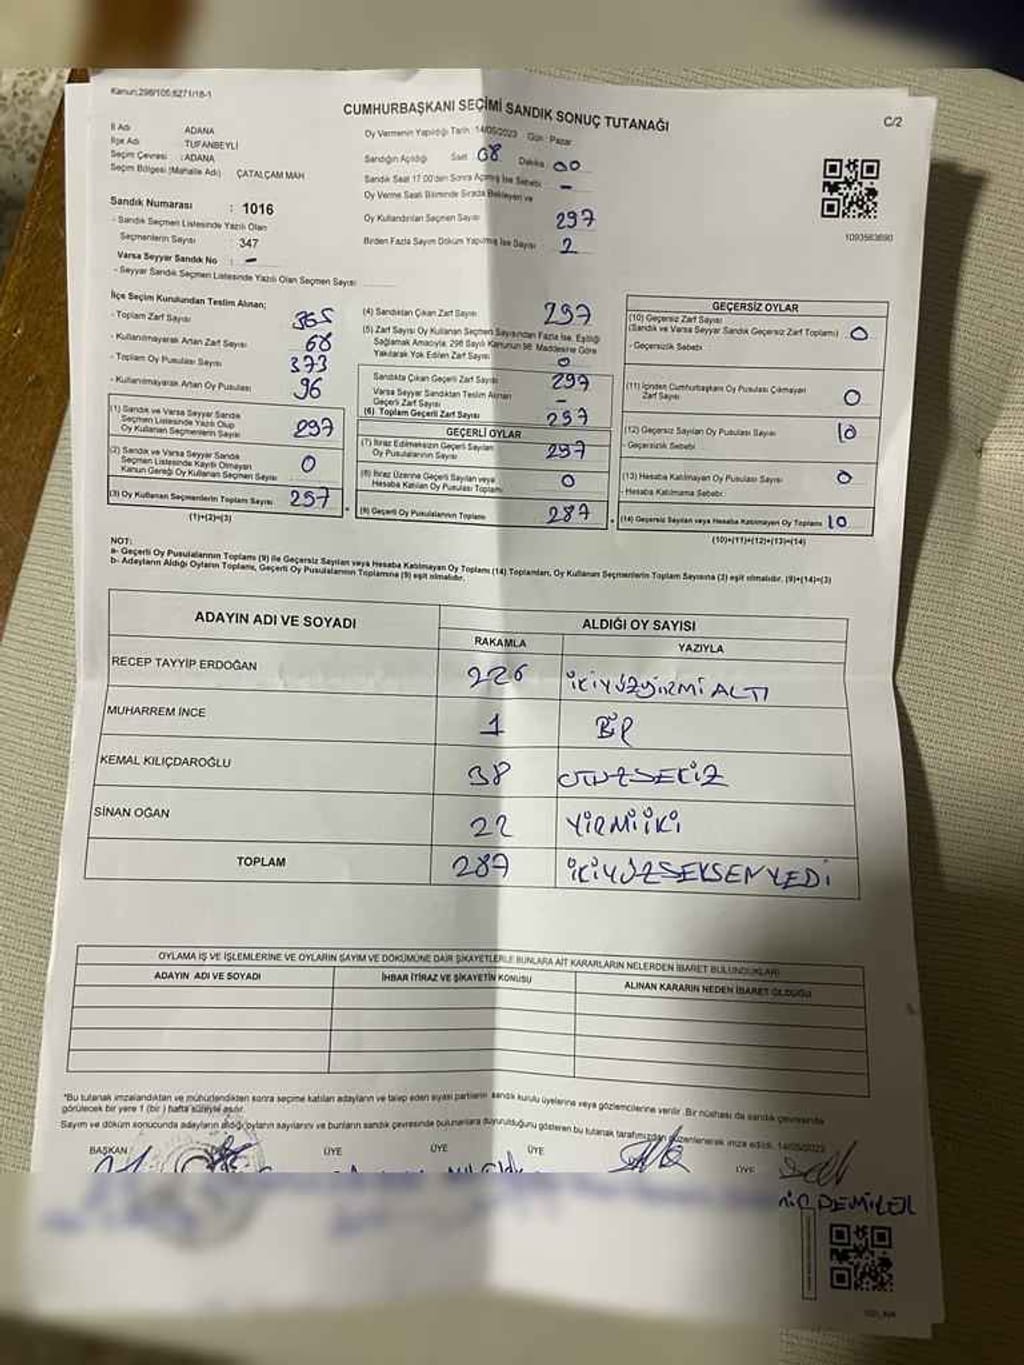 Kanun:298/105;6271/18-1
CUMHURBAŞKANI SEÇİMİ SANDIK SONUÇ TUTANAĞI
C/2
İl Adı ADANA
İlçe Adı TUFANBEYLİ
Seçim Çevresi : ADANA
Seçim Bölgesi (Mahalle Adı) ÇATALÇAM MAH
Sandık Numarası : 1016
- Sandık Seçmen Listesinde Yazılı Olan
Seçmenlerin Sayısı 347
Varsa Seyyar Sandık No : -
- Seyyar Sandık Seçmen Listesinde Yazılı Olan Seçmen Sayısı
Oy Vermenin Yapıldığı Tarih : 14/05/2023 Gün : Pazar
Sandığın Açıldığı Saat 08 Dakika 00
Sandık Saat 17:00'den Sonra Açılmış İse Sebebi -
Oy Verme Saati Bitiminde Sırada Bekleyen ve
Oy Kullandırılan Seçmen Sayısı 297
Birden Fazla Sayım Döküm Yapılmış İse Sayısı 2
1093563690
İlçe Seçim Kurulundan Teslim Alınan;
- Toplam Zarf Sayısı 365
- Kullanılmayarak Artan Zarf Sayısı 68
- Toplam Oy Pusulası Sayısı 373
- Kullanılmayarak Artan Oy Pusulası 96
(1) Sandık ve Varsa Seyyar Sandık
Seçmen Listesinde Yazılı Olup
Oy Kullanan Seçmenlerin Sayısı 297
(2) Sandık ve Varsa Seyyar Sandık
Seçmen Listesinde Kayıtlı Olmayan
Kanun Gereği Oy Kullanan Seçmen Sayısı 0
(3) Oy Kullanan Seçmenlerin Toplam Sayısı 297
(1)+(2)=(3)
(4) Sandıktan Çıkan Zarf Sayısı 297
(5) Zarf Sayısı Oy Kullanan Seçmen Sayısından Fazla İse, Eşitliği
Sağlamak Amacıyla; 298 Sayılı Kanunun 98. Maddesine Göre
Yakılarak Yok Edilen Zarf Sayısı 0
Sandıkta Çıkan Geçerli Zarf Sayısı 297
Varsa Seyyar Sandıktan Teslim Alınan
Geçerli Zarf Sayısı -
(6) Toplam Geçerli Zarf Sayısı 297
GEÇERLİ OYLAR
(7) İtiraz Edilmeksizin Geçerli Sayılan
Oy Pusulalarının Sayısı 297
(8) İtiraz Üzerine Geçerli Sayılan veya
Hesaba Katılan Oy Pusulası Toplamı 0
(9) Geçerli Oy Pusulalarının Toplamı 287
GEÇERSİZ OYLAR
(10) Geçersiz Zarf Sayısı
(Sandık ve Varsa Seyyar Sandık Geçersiz Zarf Toplamı) 0
- Geçersizlik Sebebi
(11) İçinden Cumhurbaşkanı Oy Pusulası Çıkmayan
Zarf Sayısı 0
(12) Geçersiz Sayılan Oy Pusulası Sayısı 10
- Geçersizlik Sebebi
(13) Hesaba Katılmayan Oy Pusulası Sayısı 0
- Hesaba Katılmama Sebebi
(14) Geçersiz Sayılan veya Hesaba Katılmayan Oy Toplamı 10
(10)+(11)+(12)+(13)=(14)
NOT:
a- Geçerli Oy Pusulalarının Toplamı (9) ile Geçersiz Sayılan veya Hesaba Katılmayan Oy Toplamı (14) Toplamları, Oy Kullanan Seçmenlerin Toplam Sayısına (3) eşit olmalıdır. (9)+(14)=(3)
b- Adayların Aldığı Oyların Toplamı, Geçerli Oy Pusulalarının Toplamına (9) eşit olmalıdır.
ADAYIN ADI VE SOYADI ALDIĞI OY SAYISI
RAKAMLA YAZIYLA
RECEP TAYYİP ERDOĞAN 226 İKİYÜZYİRMİ ALTI
MUHARREM İNCE 1 BİR
KEMAL KILIÇDAROĞLU 38 OTUZSEKİZ
SİNAN OĞAN 22 YİRMİİKİ
TOPLAM 287 İKİYÜZSEKSENYEDİ
OYLAMA İŞ VE İŞLEMLERİNE VE OYLARIN SAYIM VE DÖKÜMÜNE DAİR ŞİKAYETLERLE BUNLARA AİT KARARLARIN NELERDEN İBARET BULUNDUKLARI
ADAYIN ADI VE SOYADI İHBAR İTİRAZ VE ŞİKAYETİN KONUSU ALINAN KARARIN NEDEN İBARET OLDUĞU
*Bu tutanak imzalandıktan ve mühürlendikten sonra seçime katılan adayların ve talep eden siyasi partilerin sandık kurulu üyelerine veya gözlemcilerine verilir. Bir nüshası da sandık çevresinde
görülecek bir yere 1 (bir) hafta süreyle asılır.
Sayım ve döküm sonucunda adayların aldığı oyların sayılarını ve bunların sandık çevresinde bulunanlara duyurulduğunu gösteren bu tutanak tarafımızdan düzenlenerek imza edildi. 14/05/2023
BAŞKAN ÜYE ÜYE ÜYE ÜYE